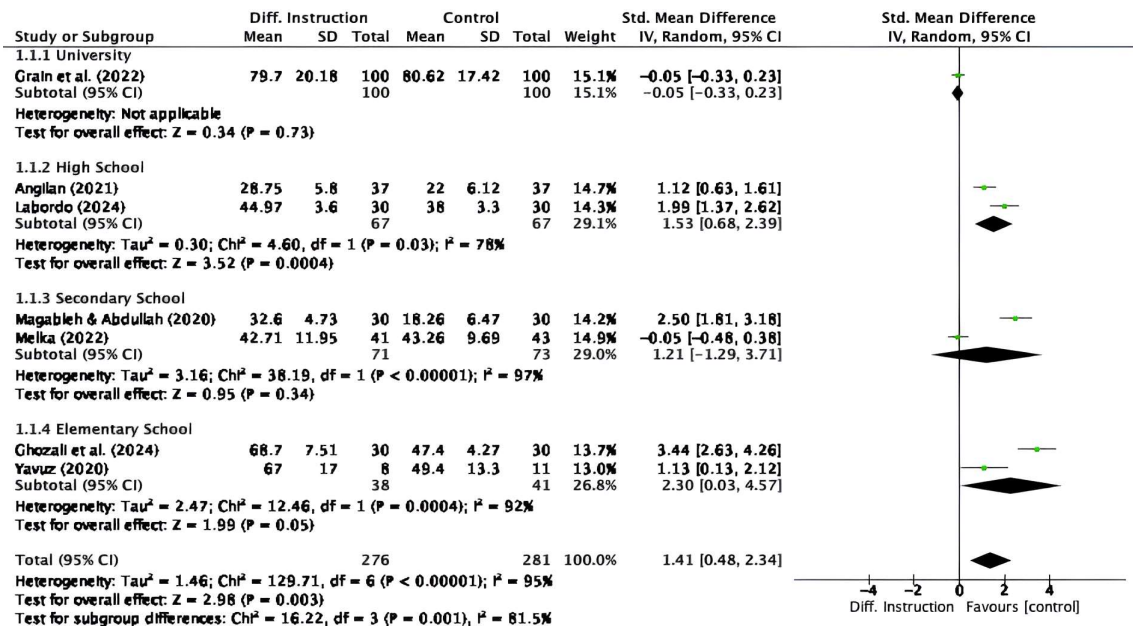 Diff. Instruction Control Std. Mean Difference Std. Mean Difference
Study or Subgroup Mean SD Total Mean SD Total Weight IV, Random, 95% CI IV, Random, 95% CI
1.1.1 University
Grain et al. (2022) 79.7 20.18 100 80.62 17.42 100 15.1% −0.05 [−0.33, 0.23]
Subtotal (95% CI) 100 100 15.1% −0.05 [−0.33, 0.23]
Heterogeneity: Not applicable
Test for overall effect: Z = 0.34 (P = 0.73)
1.1.2 High School
Angilan (2021) 28.75 5.8 37 22 6.12 37 14.7% 1.12 [0.63, 1.61]
Labordo (2024) 44.97 3.6 30 38 3.3 30 14.3% 1.99 [1.37, 2.62]
Subtotal (95% CI) 67 67 29.1% 1.53 [0.68, 2.39]
Heterogeneity: Tau² = 0.30; Chi² = 4.60, df = 1 (P = 0.03); I² = 78%
Test for overall effect: Z = 3.52 (P = 0.0004)
1.1.3 Secondary School
Magableh & Abdullah (2020) 32.6 4.73 30 18.26 6.47 30 14.2% 2.50 [1.81, 3.18]
Melka (2022) 42.71 11.95 41 43.26 9.69 43 14.9% −0.05 [−0.48, 0.38]
Subtotal (95% CI) 71 73 29.0% 1.21 [−1.29, 3.71]
Heterogeneity: Tau² = 3.16; Chi² = 38.19, df = 1 (P < 0.00001); I² = 97%
Test for overall effect: Z = 0.95 (P = 0.34)
1.1.4 Elementary School
Ghozali et al. (2024) 68.7 7.51 30 47.4 4.27 30 13.7% 3.44 [2.63, 4.26]
Yavuz (2020) 67 17 8 49.4 13.3 11 13.0% 1.13 [0.13, 2.12]
Subtotal (95% CI) 38 41 26.8% 2.30 [0.03, 4.57]
Heterogeneity: Tau² = 2.47; Chi² = 12.46, df = 1 (P = 0.0004); I² = 92%
Test for overall effect: Z = 1.99 (P = 0.05)
Total (95% CI) 276 281 100.0% 1.41 [0.48, 2.34]
Heterogeneity: Tau² = 1.46; Chi² = 129.71, df = 6 (P < 0.00001); I² = 95%
Test for overall effect: Z = 2.98 (P = 0.003)
Test for subgroup differences: Chi² = 16.22, df = 3 (P = 0.001), I² = 81.5%
−4 −2 0 2 4
Diff. Instruction Favours [control]